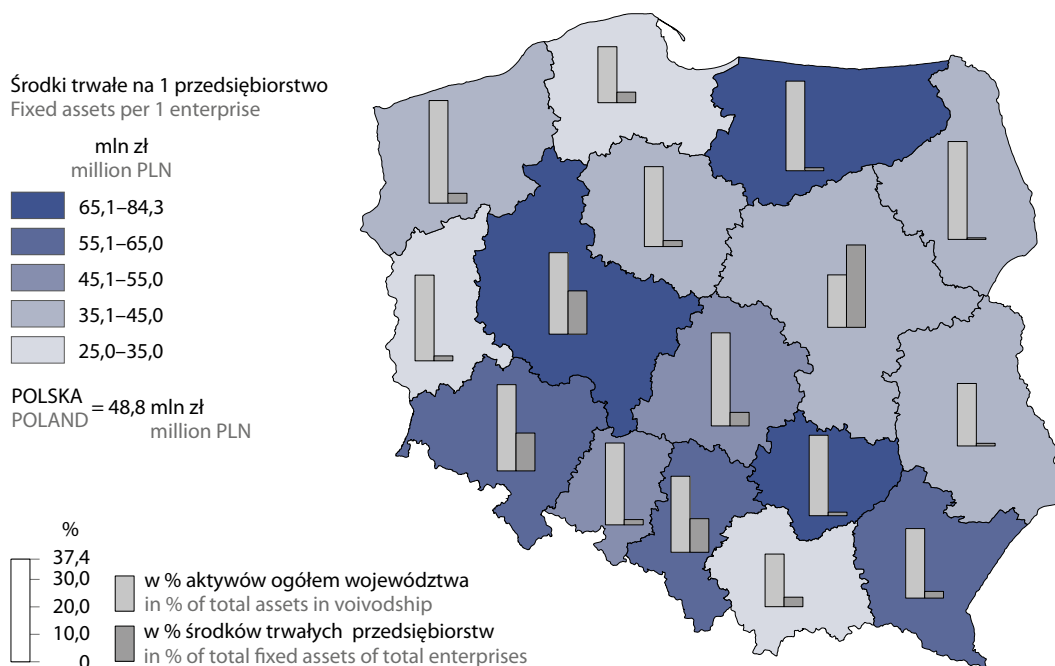 Środki trwałe na 1 przedsiębiorstwo
Fixed assets per 1 enterprise
mln zł
million PLN
65,1–84,3
55,1–65,0
45,1–55,0
35,1–45,0
25,0–35,0
POLSKA
POLAND = 48,8 mln zł
million PLN
%
37,4
30,0
20,0
10,0
0
w % aktywów ogółem województwa
in % of total assets in voivodship
w % środków trwałych przedsiębiorstw
in % of total fixed assets of total enterprises